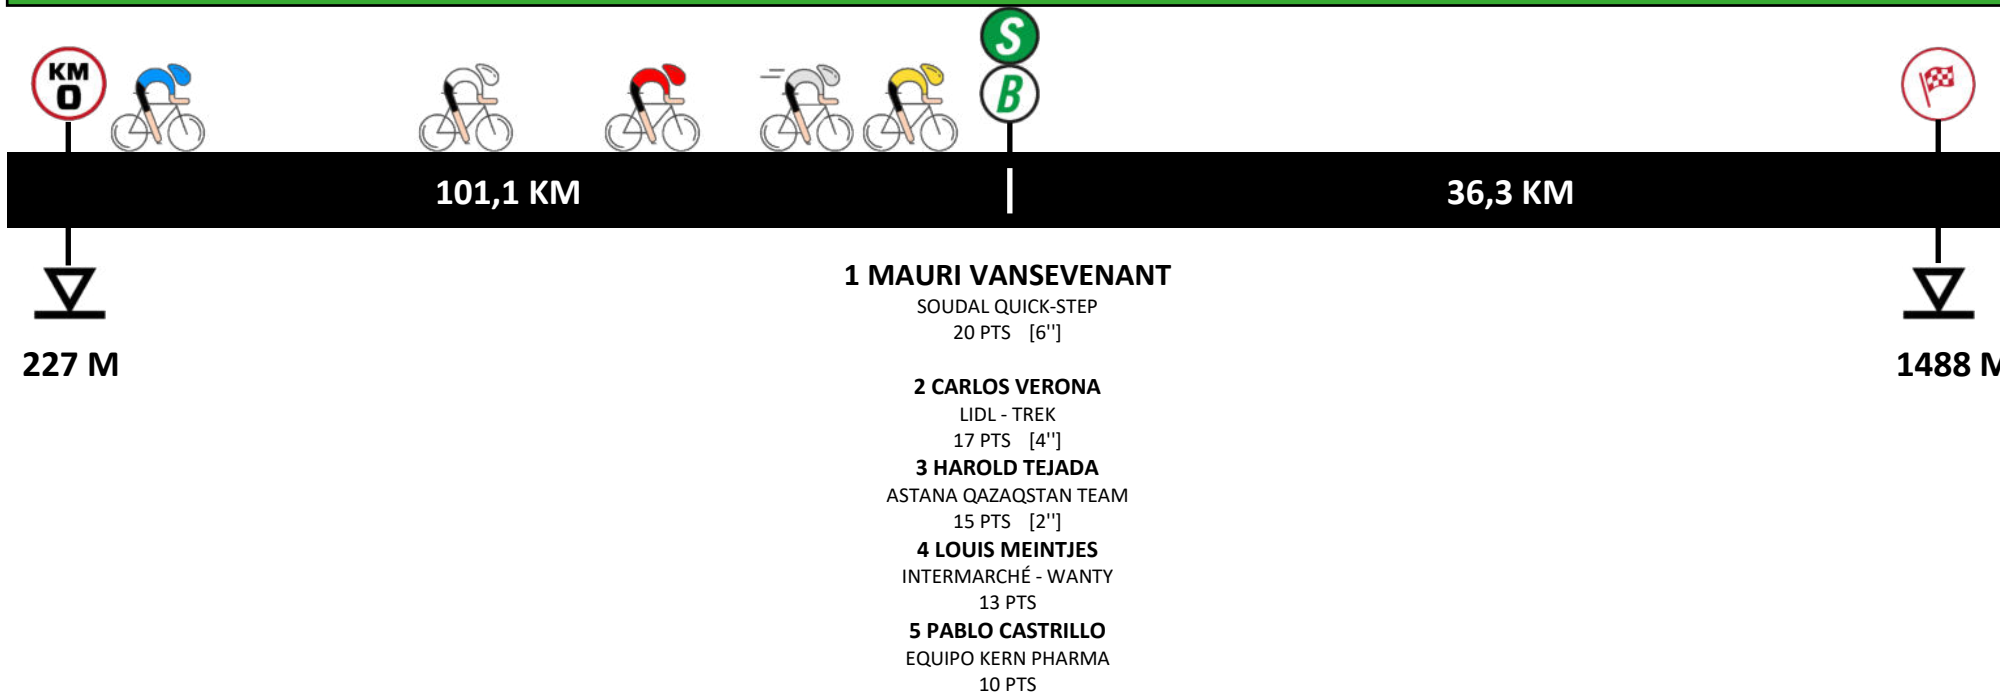 S
KM
0
B
101,1 KM
36,3 KM
1 MAURI VANSEVENANT
SOUDAL QUICK-STEP
20 PTS [6'']
227 M
1488 M
2 CARLOS VERONA
LIDL - TREK
17 PTS [4'']
3 HAROLD TEJADA
ASTANA QAZAQSTAN TEAM
15 PTS [2'']
4 LOUIS MEINTJES
INTERMARCHÉ - WANTY
13 PTS
5 PABLO CASTRILLO
EQUIPO KERN PHARMA
10 PTS